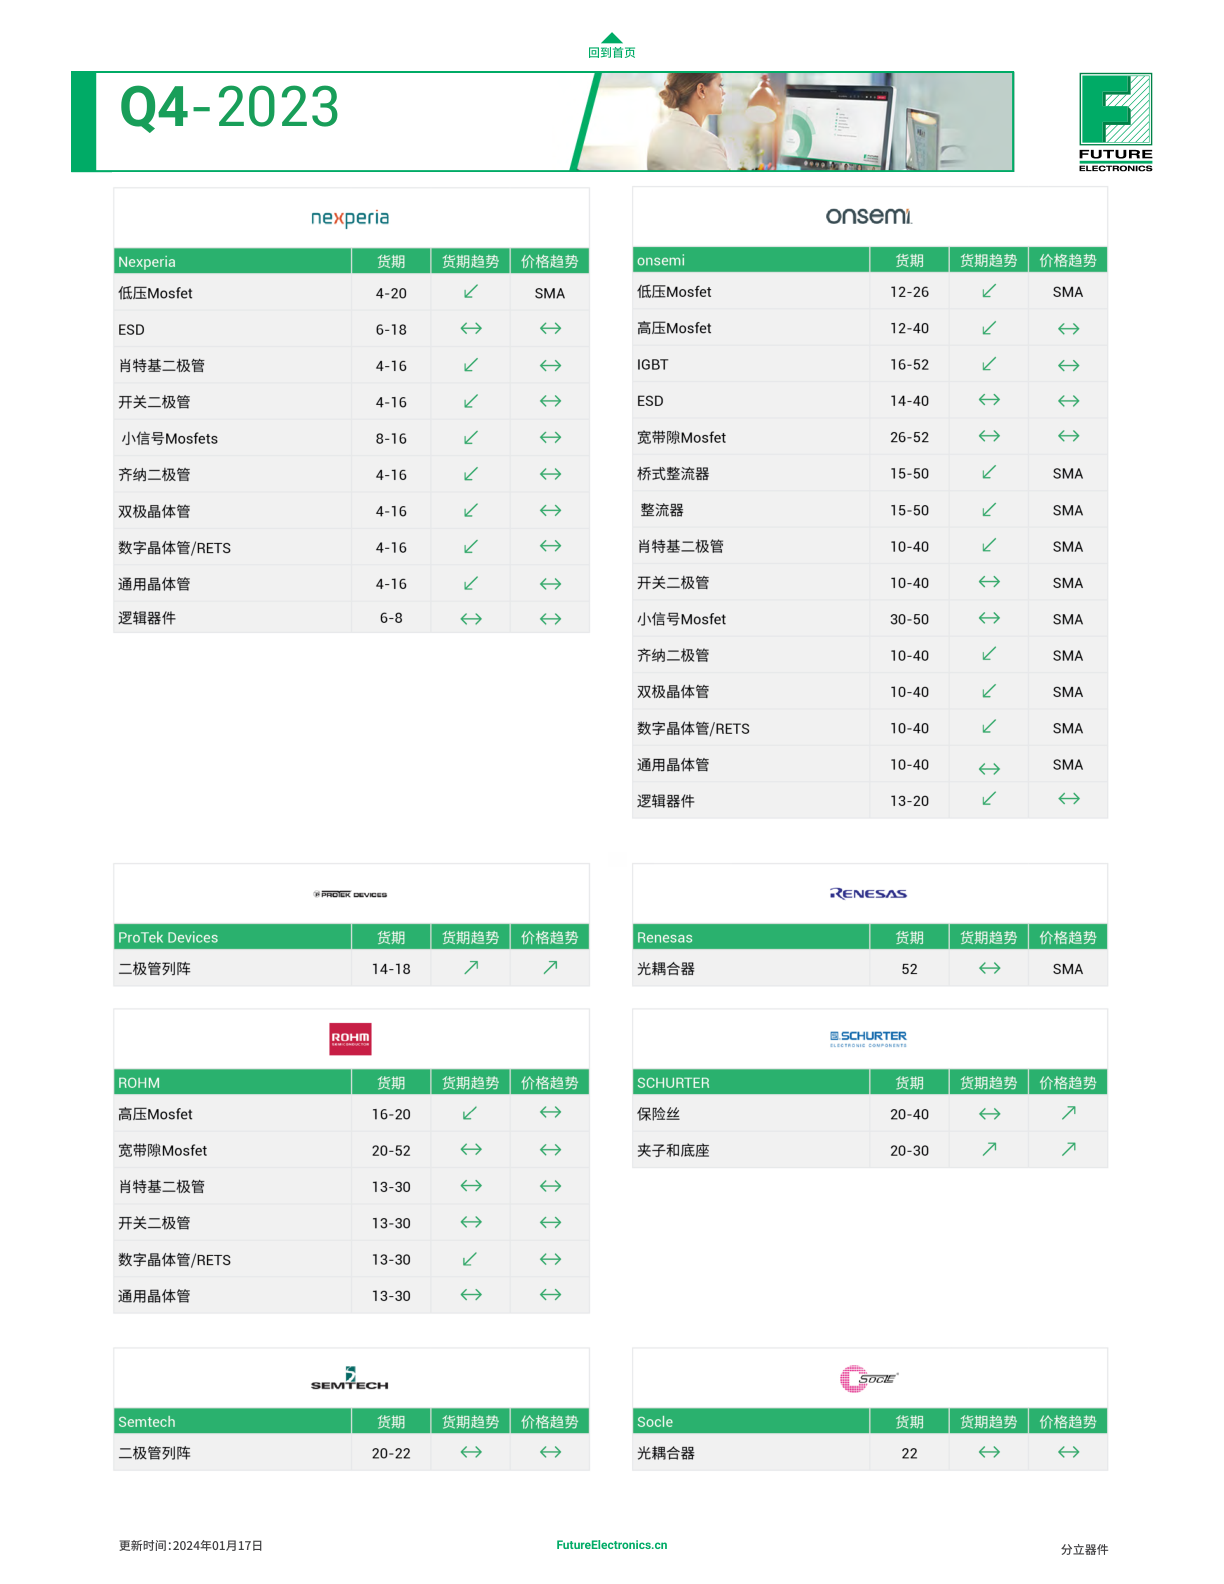 回到首页
Q4-2023
FUTURE
ELECTRONICS
nexperia
Nexperia 货期 货期趋势 价格趋势
低压Mosfet 4-20 ↙ SMA
ESD 6-18 ↔ ↔
肖特基二极管 4-16 ↙ ↔
开关二极管 4-16 ↙ ↔
小信号Mosfets 8-16 ↙ ↔
齐纳二极管 4-16 ↙ ↔
双极晶体管 4-16 ↙ ↔
数字晶体管/RETS 4-16 ↙ ↔
通用晶体管 4-16 ↙ ↔
逻辑器件 6-8 ↔ ↔
onsemi
onsemi 货期 货期趋势 价格趋势
低压Mosfet 12-26 ↙ SMA
高压Mosfet 12-40 ↙ ↔
IGBT 16-52 ↙ ↔
ESD 14-40 ↔ ↔
宽带隙Mosfet 26-52 ↔ ↔
桥式整流器 15-50 ↙ SMA
整流器 15-50 ↙ SMA
肖特基二极管 10-40 ↙ SMA
开关二极管 10-40 ↔ SMA
小信号Mosfet 30-50 ↔ SMA
齐纳二极管 10-40 ↙ SMA
双极晶体管 10-40 ↙ SMA
数字晶体管/RETS 10-40 ↙ SMA
通用晶体管 10-40 ↔ SMA
逻辑器件 13-20 ↙ ↔
PROTEK DEVICES
ProTek Devices 货期 货期趋势 价格趋势
二极管列阵 14-18 ↗ ↗
RENESAS
Renesas 货期 货期趋势 价格趋势
光耦合器 52 ↔ SMA
ROHM
SEMICONDUCTOR
ROHM 货期 货期趋势 价格趋势
高压Mosfet 16-20 ↙ ↔
宽带隙Mosfet 20-52 ↔ ↔
肖特基二极管 13-30 ↔ ↔
开关二极管 13-30 ↔ ↔
数字晶体管/RETS 13-30 ↙ ↔
通用晶体管 13-30 ↔ ↔
SCHURTER
ELECTRONIC COMPONENTS
SCHURTER 货期 货期趋势 价格趋势
保险丝 20-40 ↔ ↗
夹子和底座 20-30 ↗ ↗
SEMTECH
Semtech 货期 货期趋势 价格趋势
二极管列阵 20-22 ↔ ↔
SOCLE
Socle 货期 货期趋势 价格趋势
光耦合器 22 ↔ ↔
更新时间：2024年01月17日
FutureElectronics.cn
分立器件